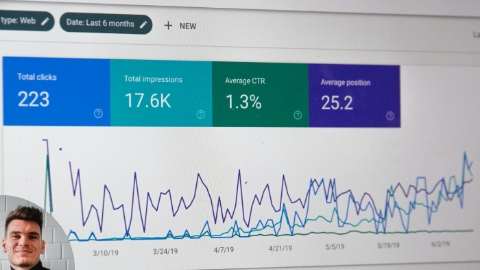 type: Web
Date: Last 6 months
+ NEW
La
Total clicks
223
Total impressions
17.6K
Average CTR
1.3%
Average position
25.2
3/10/19
3/24/19
4/7/19
4/21/19
5/5/19
5/19/19
6/2/19